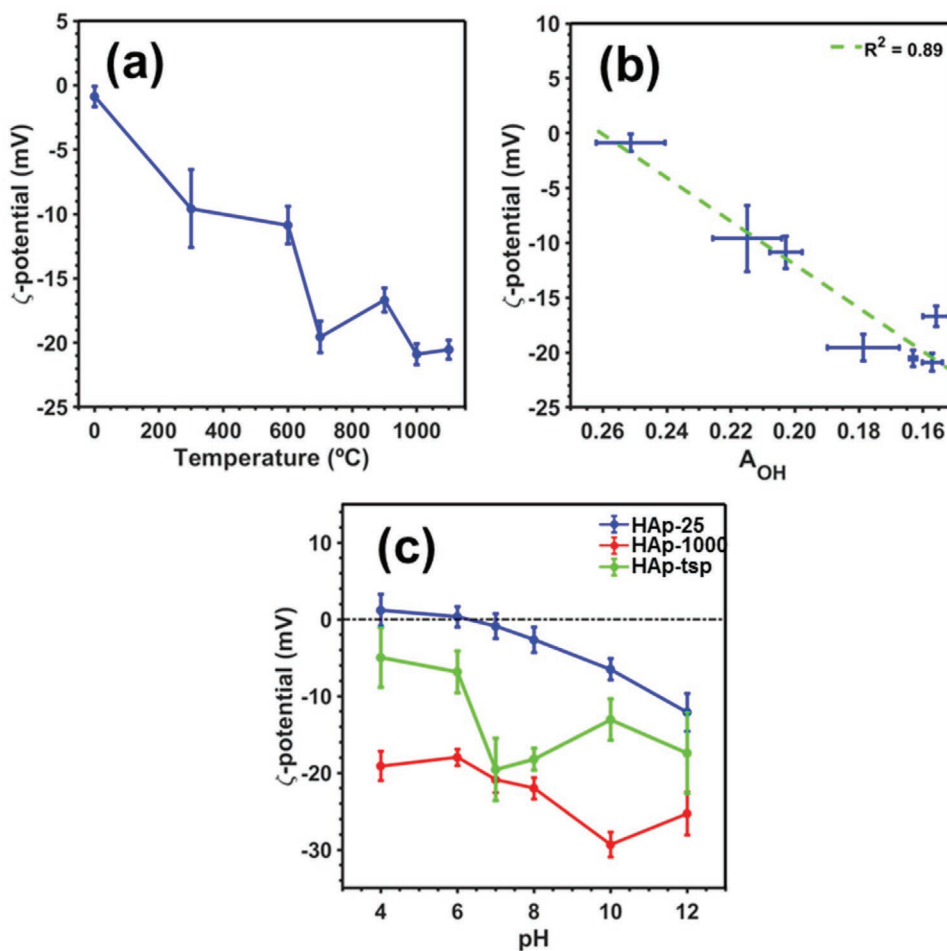 (a)
ζ-potential (mV)
5
0
-5
-10
-15
-20
-25
0 200 400 600 800 1000
Temperature (ºC)
(b)
R² = 0.89
ζ-potential (mV)
10
5
0
-5
-10
-15
-20
-25
0.26 0.24 0.22 0.20 0.18 0.16
A_OH
(c)
HAp-25
HAp-1000
HAp-tsp
ζ-potential (mV)
10
0
-10
-20
-30
4 6 8 10 12
pH